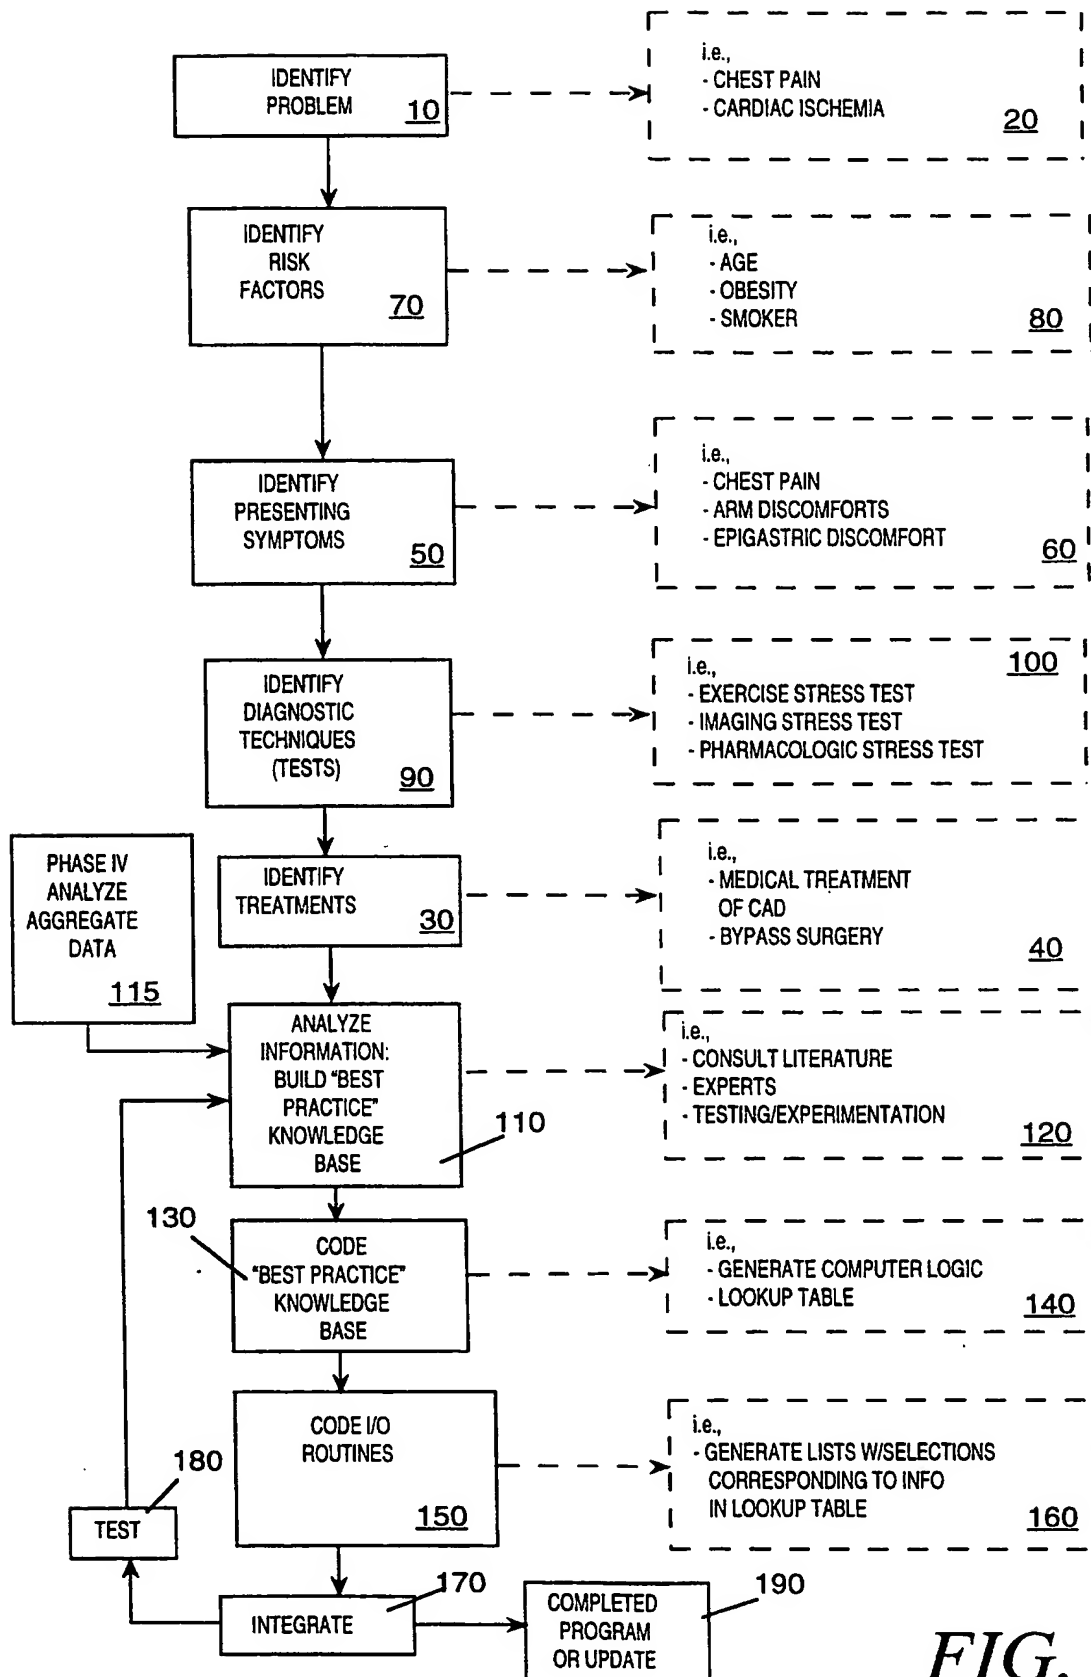 IDENTIFY
PROBLEM
10
i.e.,
- CHEST PAIN
- CARDIAC ISCHEMIA
20
IDENTIFY
RISK
FACTORS
70
i.e.,
- AGE
- OBESITY
- SMOKER
80
IDENTIFY
PRESENTING
SYMPTOMS
50
i.e.,
- CHEST PAIN
- ARM DISCOMFORTS
- EPIGASTRIC DISCOMFORT
60
IDENTIFY
DIAGNOSTIC
TECHNIQUES
(TESTS)
90
i.e.,
100
- EXERCISE STRESS TEST
- IMAGING STRESS TEST
- PHARMACOLOGIC STRESS TEST
PHASE IV
ANALYZE
AGGREGATE
DATA
115
IDENTIFY
TREATMENTS
30
i.e.,
- MEDICAL TREATMENT
OF CAD
- BYPASS SURGERY
40
ANALYZE
INFORMATION:
BUILD "BEST
PRACTICE"
KNOWLEDGE
BASE
110
i.e.,
- CONSULT LITERATURE
- EXPERTS
- TESTING/EXPERIMENTATION
120
130
CODE
"BEST PRACTICE"
KNOWLEDGE
BASE
i.e.,
- GENERATE COMPUTER LOGIC
- LOOKUP TABLE
140
CODE I/O
ROUTINES
150
i.e.,
- GENERATE LISTS W/SELECTIONS
CORRESPONDING TO INFO
IN LOOKUP TABLE
160
180
TEST
170
INTEGRATE
190
COMPLETED
PROGRAM
OR UPDATE
FIG.